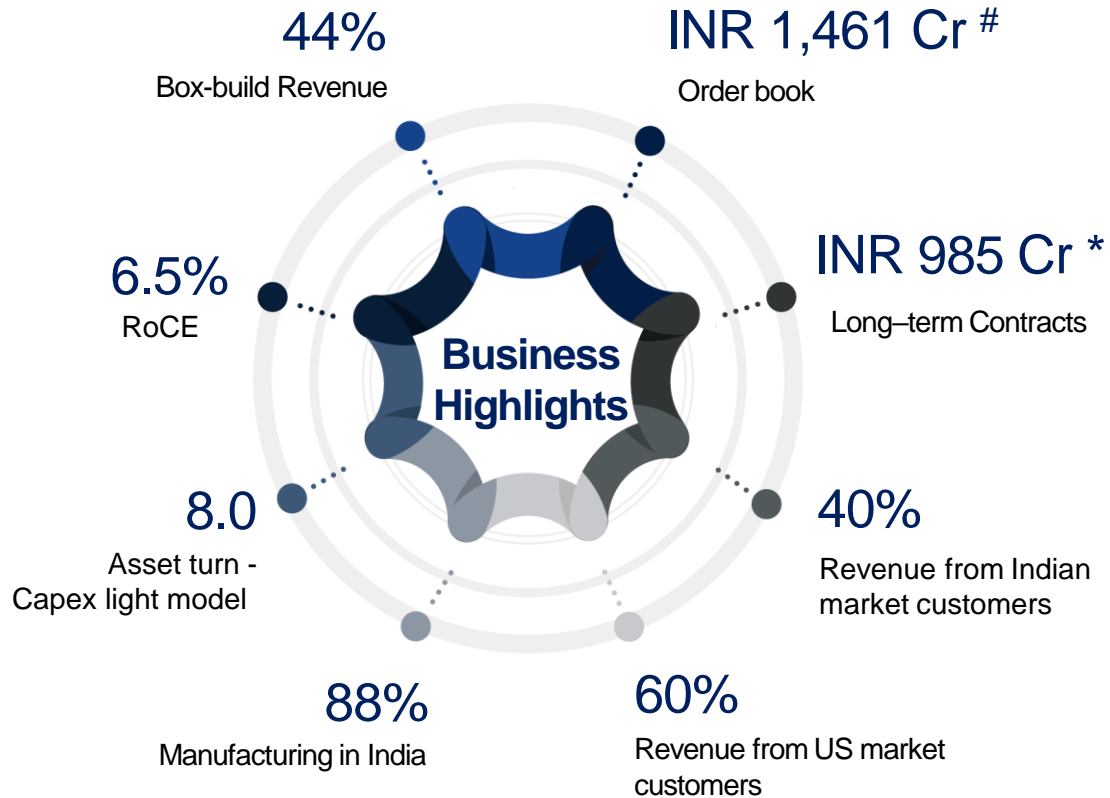 44%
Box-build Revenue
INR 1,461 Cr #
Order book
6.5%
RoCE
INR 985 Cr *
Long–term Contracts
Business
Highlights
8.0
Asset turn -
Capex light model
40%
Revenue from Indian
market customers
88%
Manufacturing in India
60%
Revenue from US market
customers